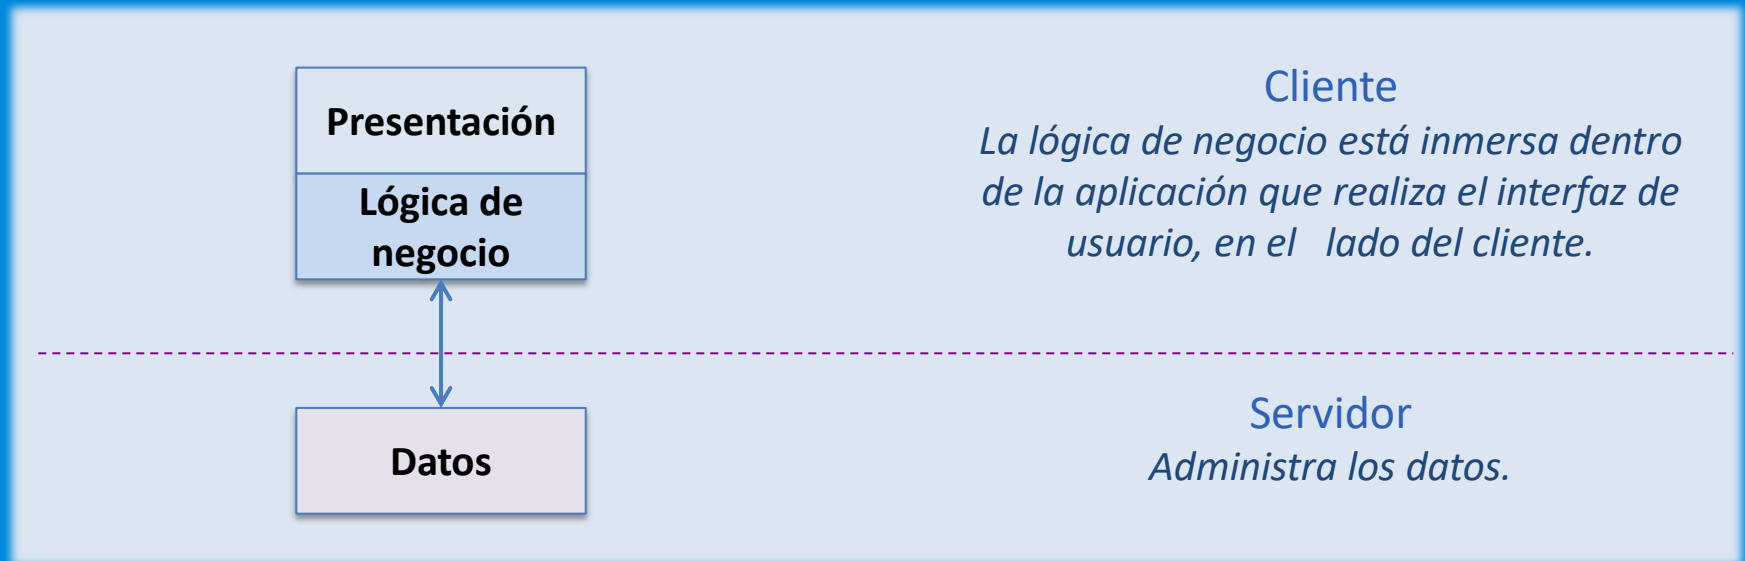 Presentación
Lógica de
negocio
Cliente
La lógica de negocio está inmersa dentro
de la aplicación que realiza el interfaz de
usuario, en el   lado del cliente.
Datos
Servidor
Administra los datos.